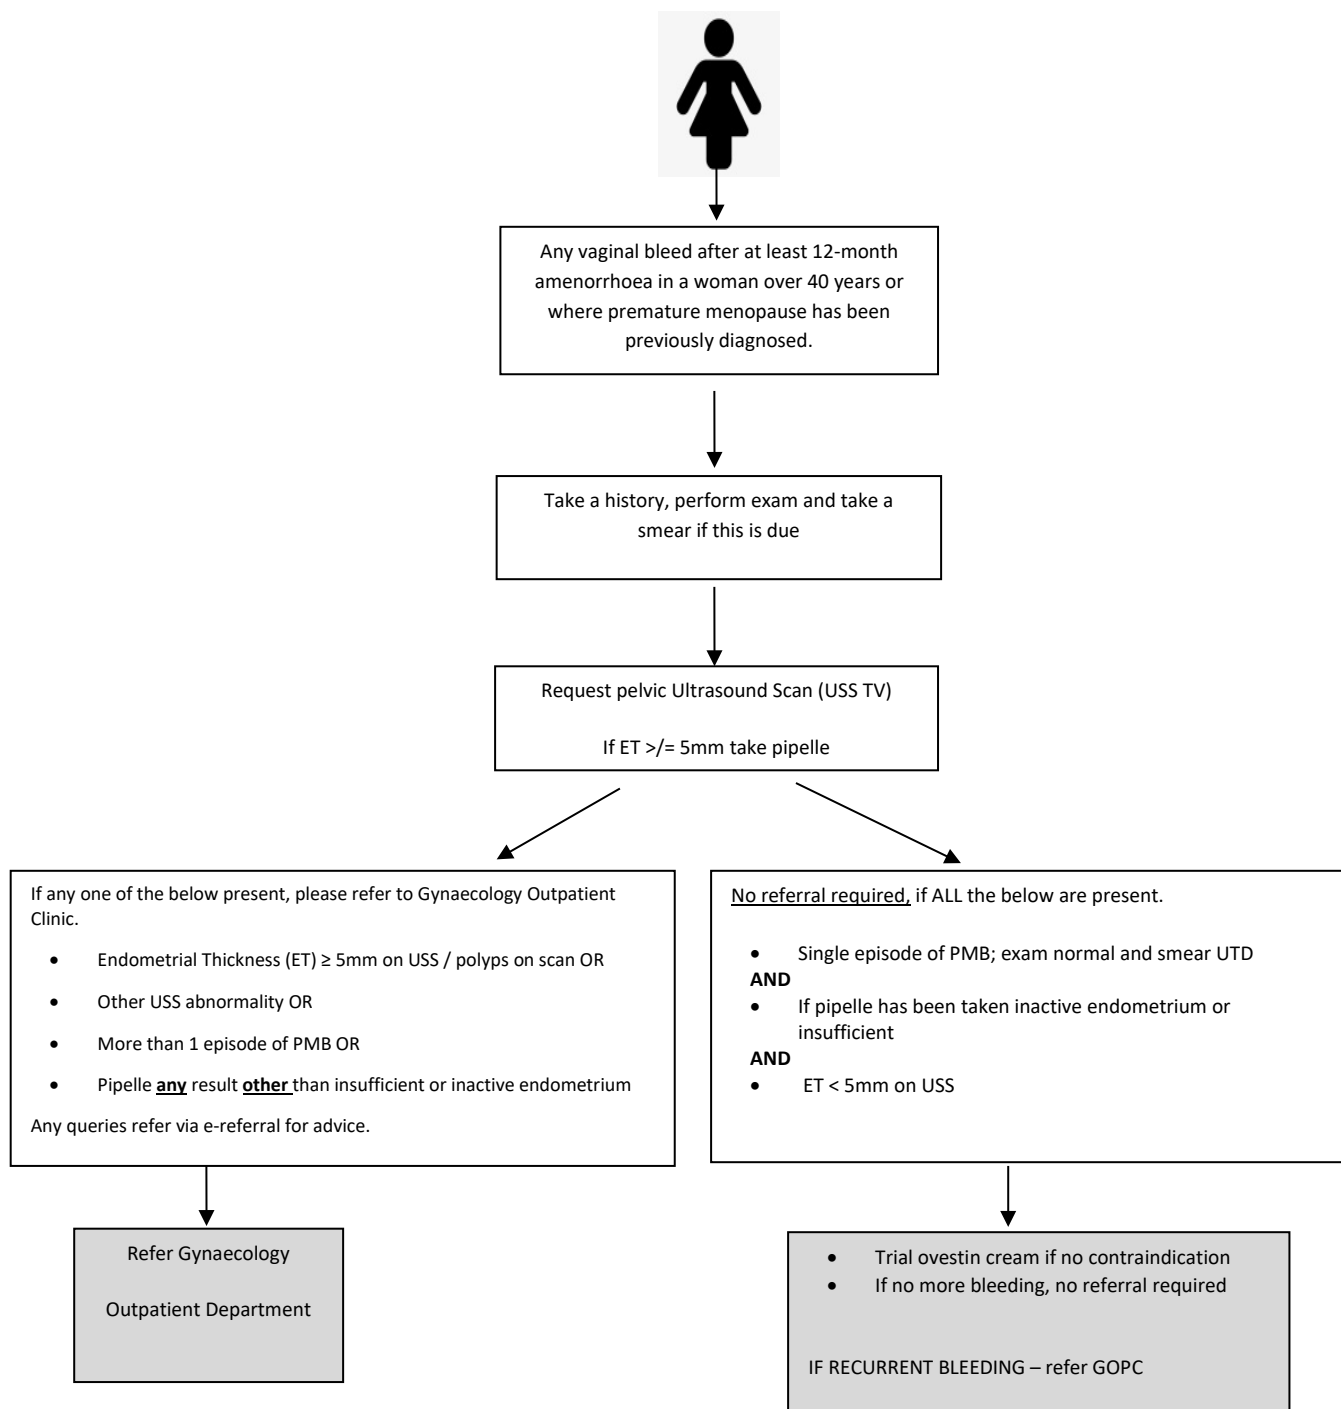 Any vaginal bleed after at least 12-month
amenorrhoea in a woman over 40 years or
where premature menopause has been
previously diagnosed.
Take a history, perform exam and take a
smear if this is due
Request pelvic Ultrasound Scan (USS TV)
If ET >/= 5mm take pipelle
If any one of the below present, please refer to Gynaecology Outpatient
Clinic.
• Endometrial Thickness (ET) ≥ 5mm on USS / polyps on scan OR
• Other USS abnormality OR
• More than 1 episode of PMB OR
• Pipelle any result other than insufficient or inactive endometrium
Any queries refer via e-referral for advice.
No referral required, if ALL the below are present.
• Single episode of PMB; exam normal and smear UTD
AND
• If pipelle has been taken inactive endometrium or
insufficient
AND
• ET < 5mm on USS
Refer Gynaecology
Outpatient Department
• Trial ovestin cream if no contraindication
• If no more bleeding, no referral required
IF RECURRENT BLEEDING – refer GOPC